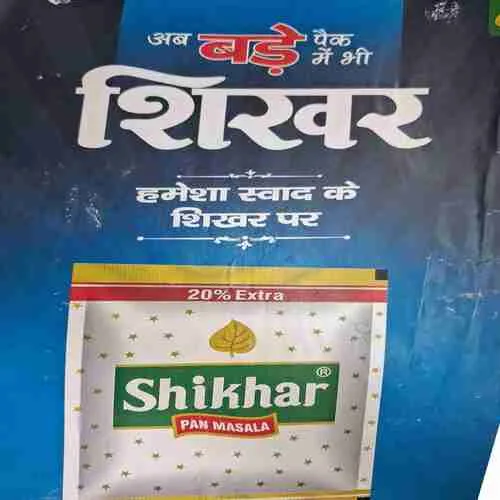 अब बड़े पैक में भी
शिखर
हमेशा स्वाद के
शिखर पर
20% Extra
Shikhar®
PAN MASALA